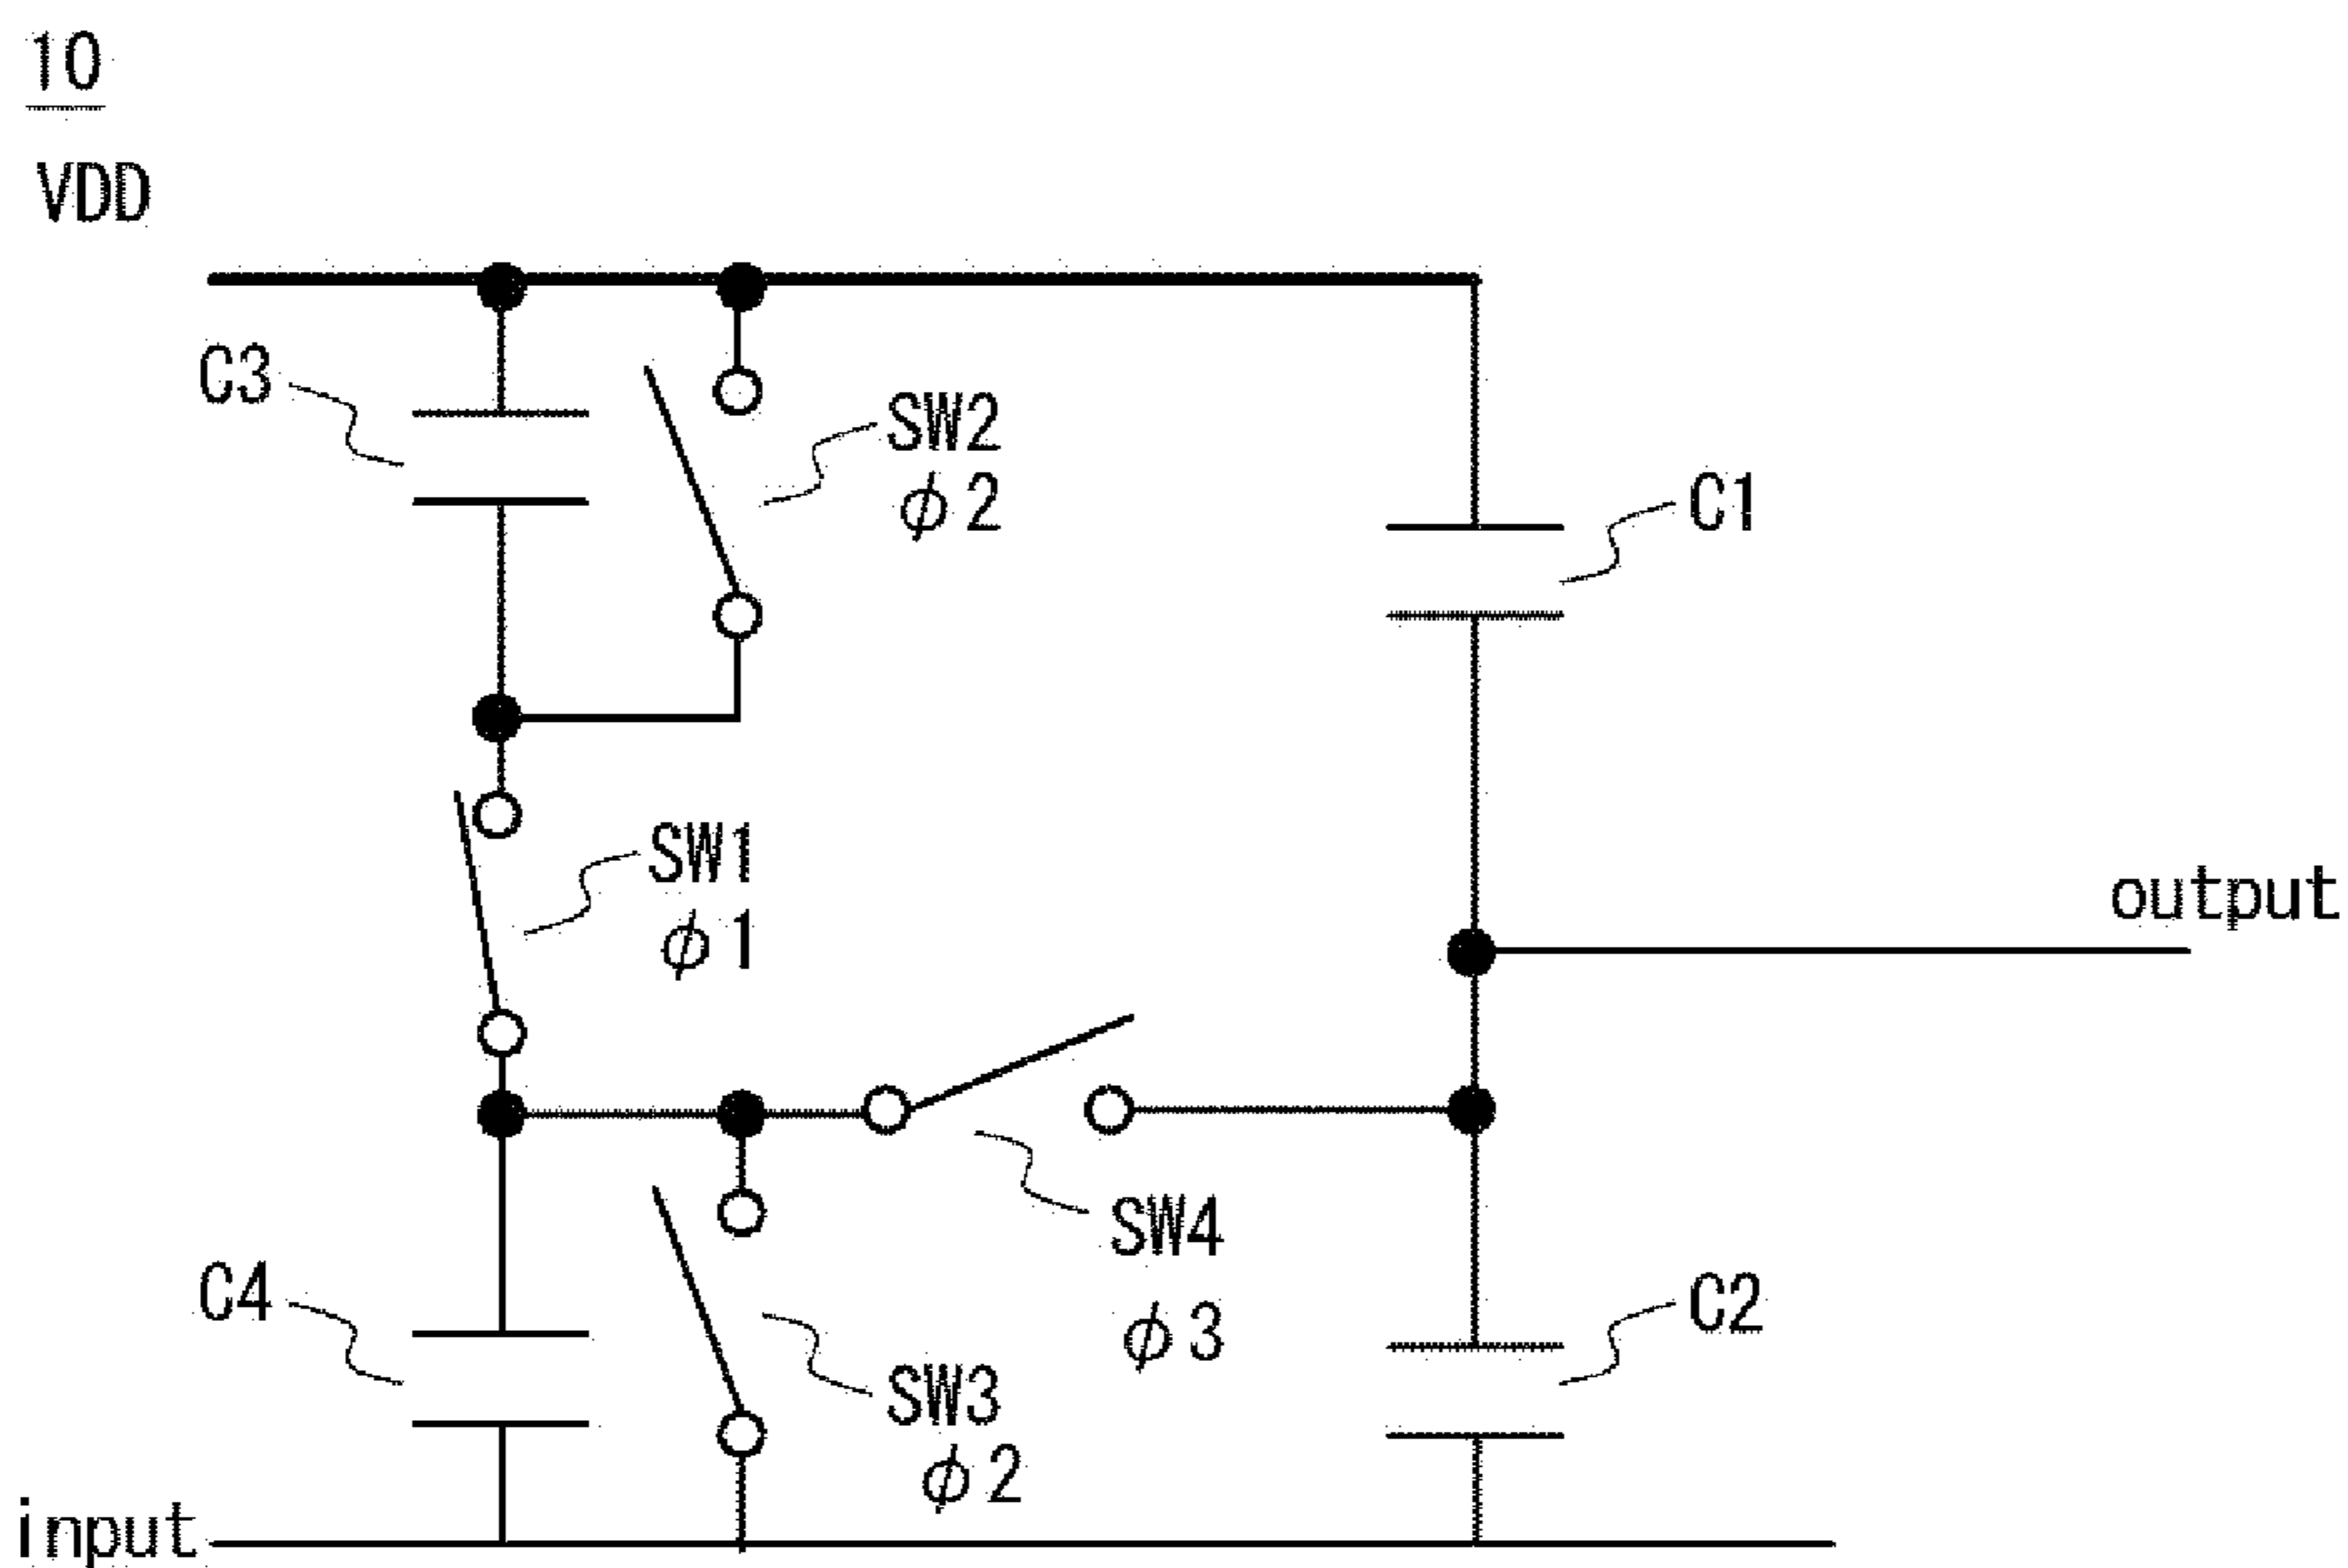 10
VDD
C3
SW2
φ2
C1
SW1
φ1
output
SW4
φ3
C4
C2
SW3
φ2
input